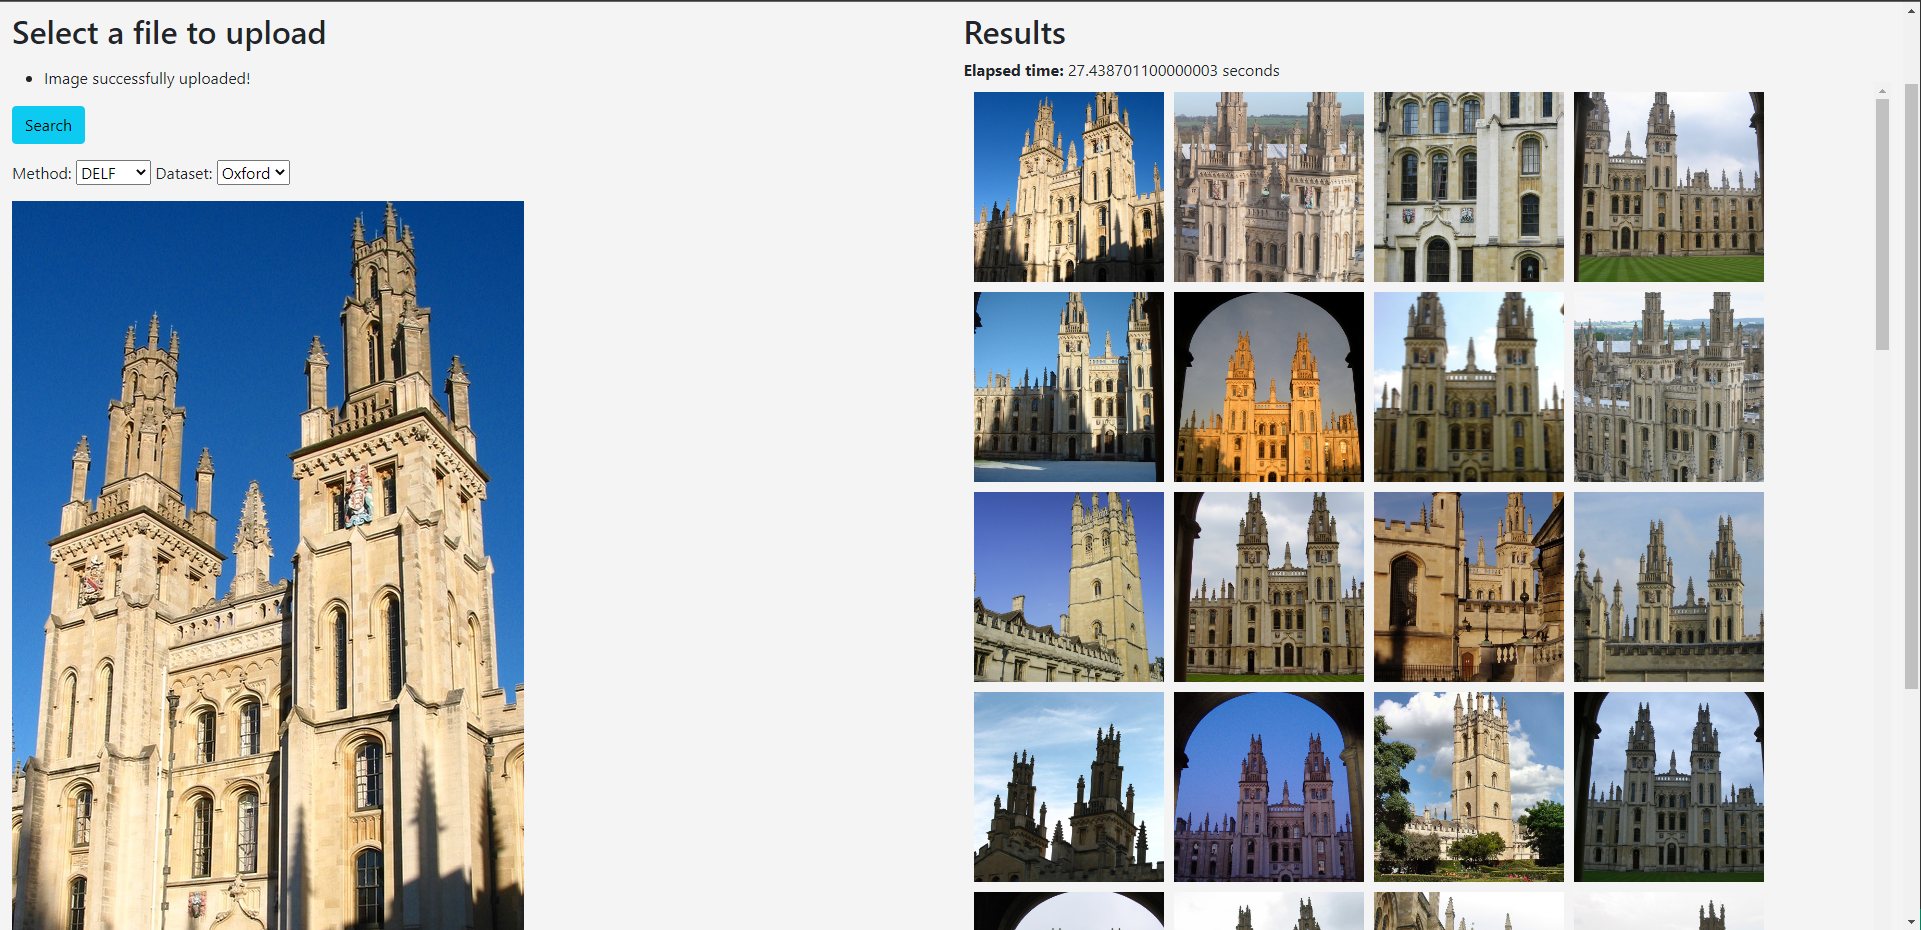 Select a file to upload
Image successfully uploaded!
Search
Method: DELF Dataset: Oxford
Results
Elapsed time: 27.438701100000003 seconds